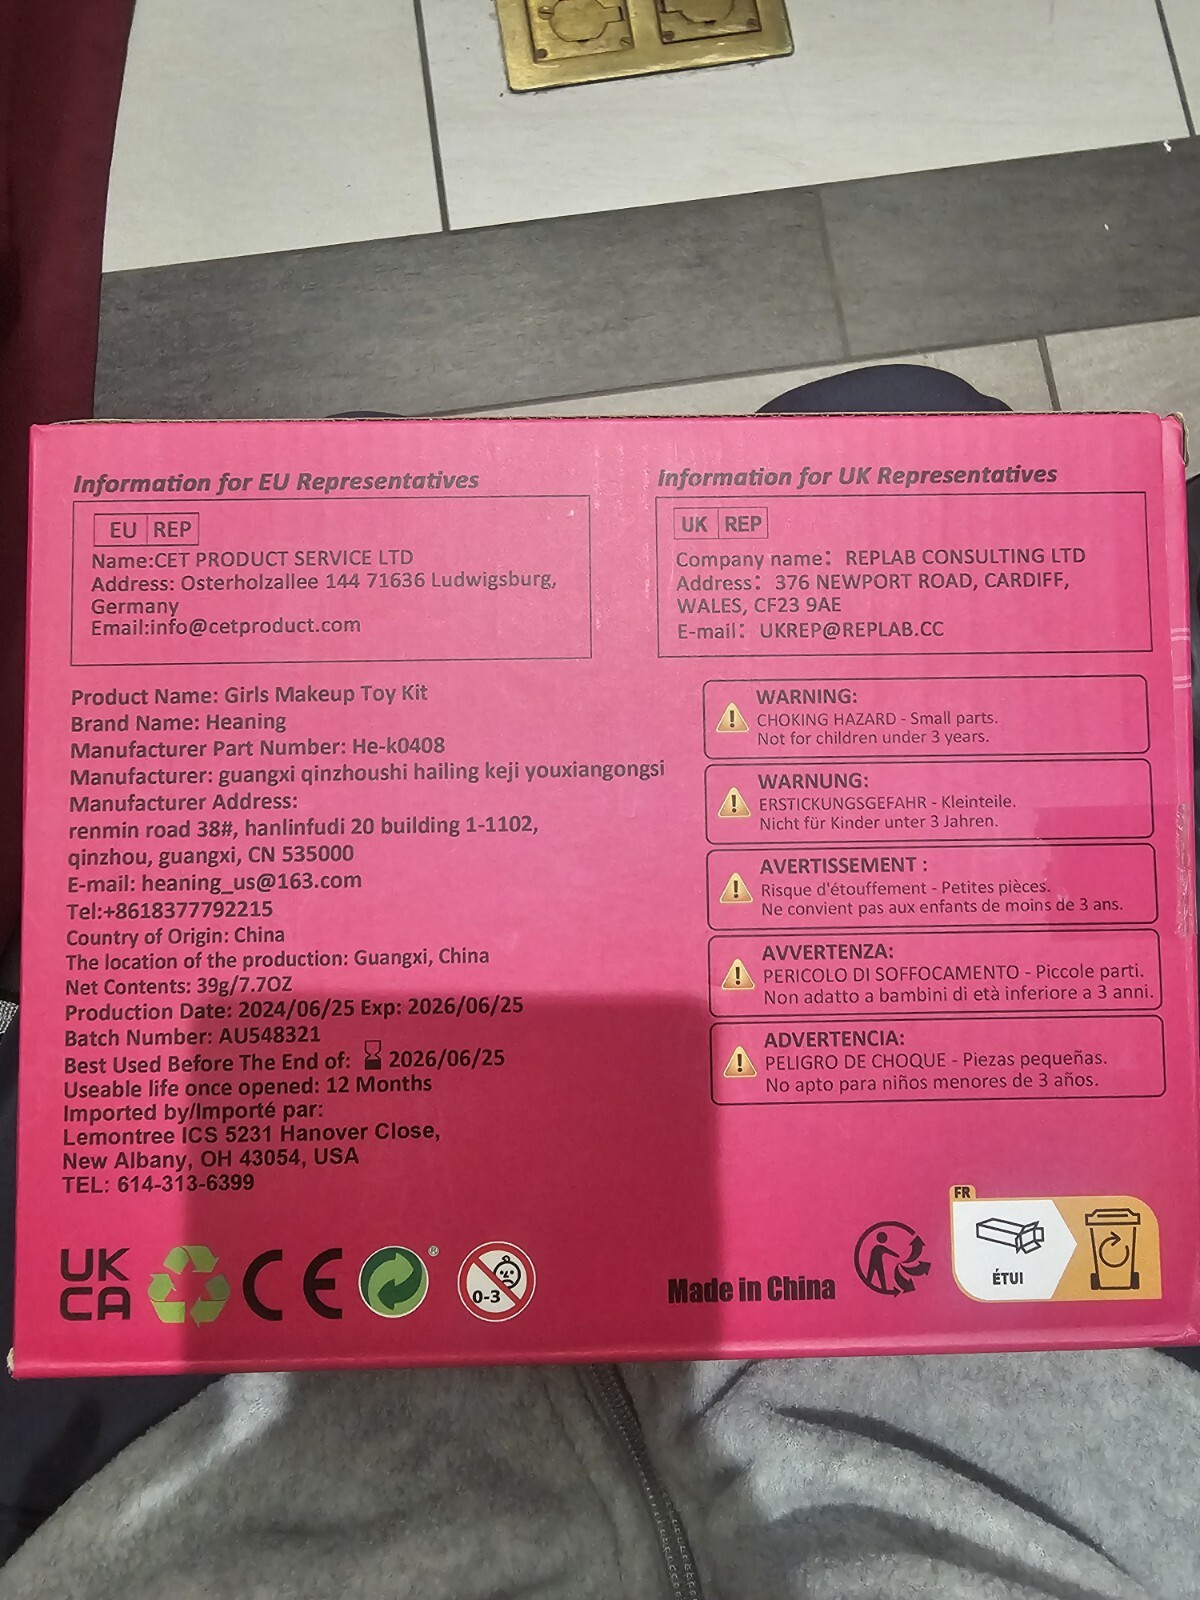 Information for EU Representatives
EU REP
Name:CET PRODUCT SERVICE LTD
Address: Osterholzallee 144 71636 Ludwigsburg,
Germany
Email:info@cetproduct.com
Information for UK Representatives
UK REP
Company name: REPLAB CONSULTING LTD
Address: 376 NEWPORT ROAD, CARDIFF,
WALES, CF23 9AE
E-mail: UKREP@REPLAB.CC
Product Name: Girls Makeup Toy Kit
Brand Name: Heaning
Manufacturer Part Number: He-k0408
Manufacturer: guangxi qinzhoushi hailing keji youxiangongsi
Manufacturer Address:
renmin road 38#, hanlinfudi 20 building 1-1102,
qinzhou, guangxi, CN 535000
E-mail: heaning_us@163.com
Tel:+8618377792215
Country of Origin: China
The location of the production: Guangxi, China
Net Contents: 39g/7.7OZ
Production Date: 2024/06/25 Exp: 2026/06/25
Batch Number: AU548321
Best Used Before The End of: 2026/06/25
Useable life once opened: 12 Months
Imported by/Importé par:
Lemontree ICS 5231 Hanover Close,
New Albany, OH 43054, USA
TEL: 614-313-6399
WARNING:
CHOKING HAZARD - Small parts.
Not for children under 3 years.
WARNUNG:
ERSTICKUNGSGEFAHR - Kleinteile.
Nicht für Kinder unter 3 Jahren.
AVERTISSEMENT :
Risque d'étouffement - Petites pièces.
Ne convient pas aux enfants de moins de 3 ans.
AVVERTENZA:
PERICOLO DI SOFFOCAMENTO - Piccole parti.
Non adatto a bambini di età inferiore a 3 anni.
ADVERTENCIA:
PELIGRO DE CHOQUE - Piezas pequeñas.
No apto para niños menores de 3 años.
UK
CA
CE
®
0-3
Made in China
FR
ÉTUI